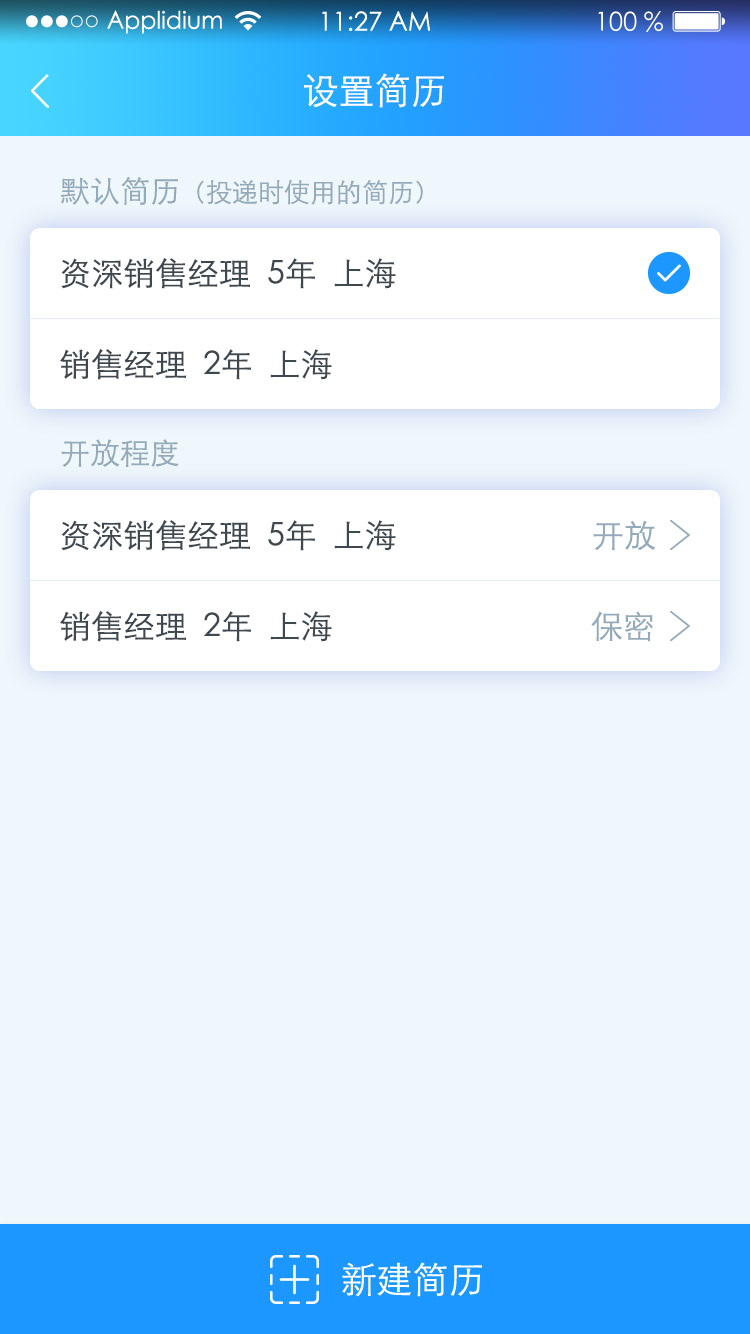 Applidium 11:27 AM 100 %
设置简历
默认简历（投递时使用的简历）
资深销售经理 5年 上海
销售经理 2年 上海
开放程度
资深销售经理 5年 上海 开放
销售经理 2年 上海 保密
新建简历